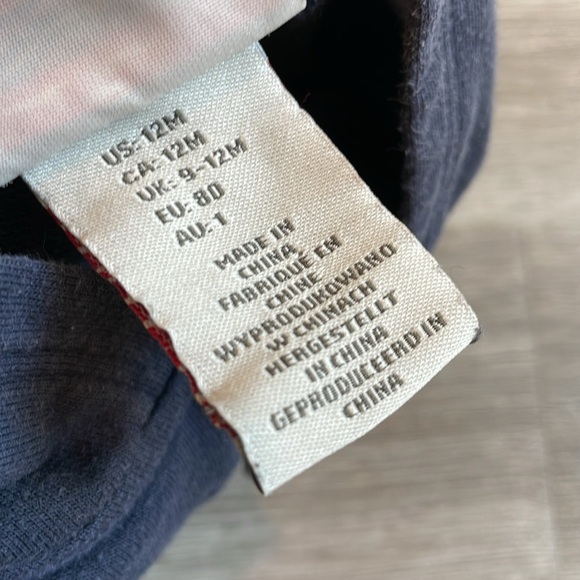 US: 12M
CA: 12M
UK: 9-12M
EU: 80
AU: 1
MADE IN
CHINA
FABRIQUÉ EN
CHINE
WYPRODUKOWANO
W CHINACH
HERGESTELLT
IN CHINA
GEPRODUCEERD IN
CHINA